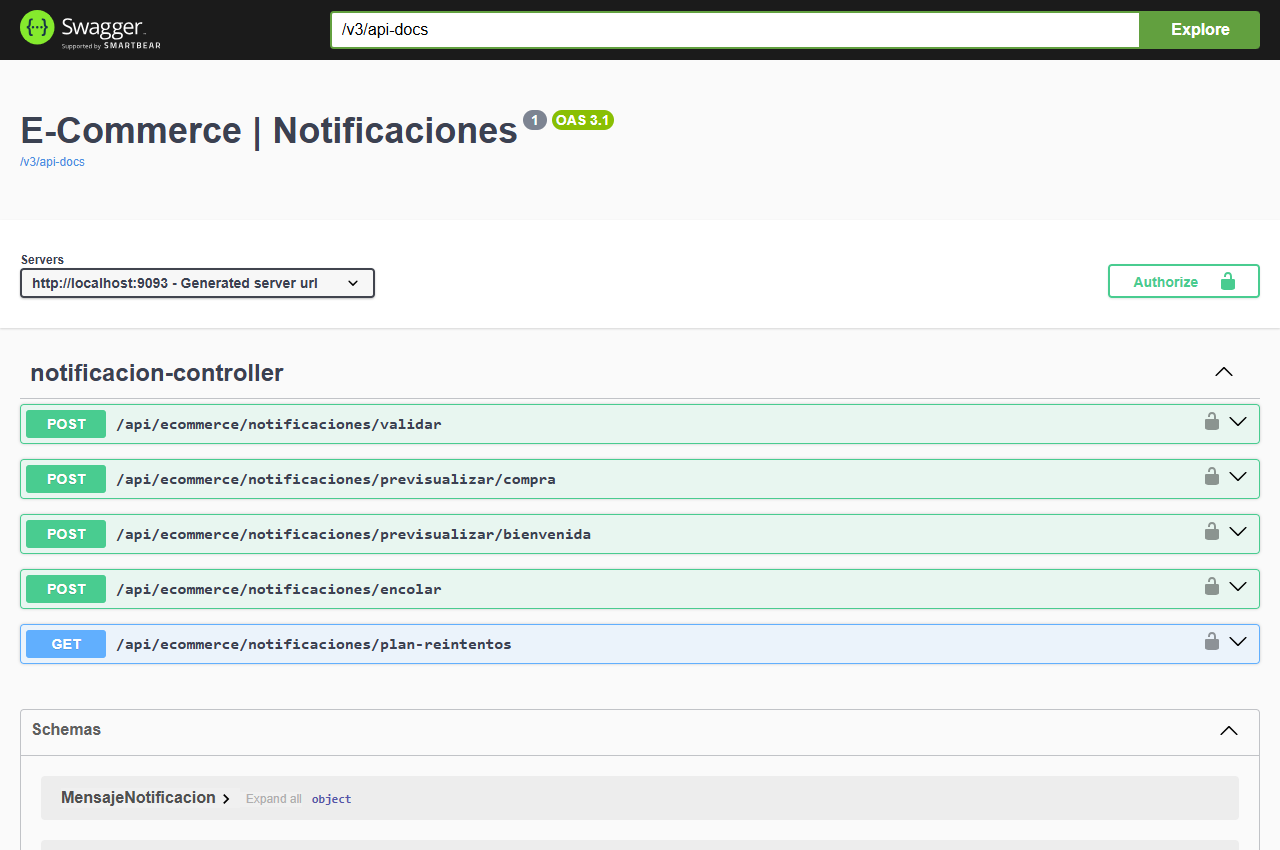 Swagger
Supported by SMARTBEAR
/v3/api-docs
Explore
E-Commerce | Notificaciones 1 OAS 3.1
/v3/api-docs
Servers
http://localhost:9093 - Generated server url
Authorize
notificacion-controller
POST /api/ecommerce/notificaciones/validar
POST /api/ecommerce/notificaciones/previsualizar/compra
POST /api/ecommerce/notificaciones/previsualizar/bienvenida
POST /api/ecommerce/notificaciones/encolar
GET /api/ecommerce/notificaciones/plan-reintentos
Schemas
MensajeNotificacion Expand all object